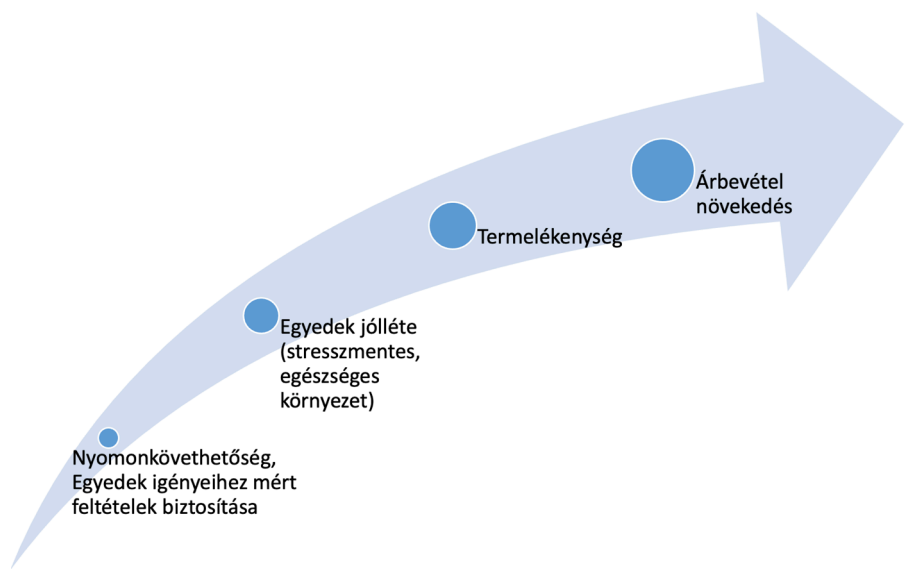 Árbevétel
növekedés
Termelékenység
Egyedek jólléte
(stresszmentes,
egészséges
környezet)
Nyomonkövethetőség,
Egyedek igényeihez mért
feltételek biztosítása